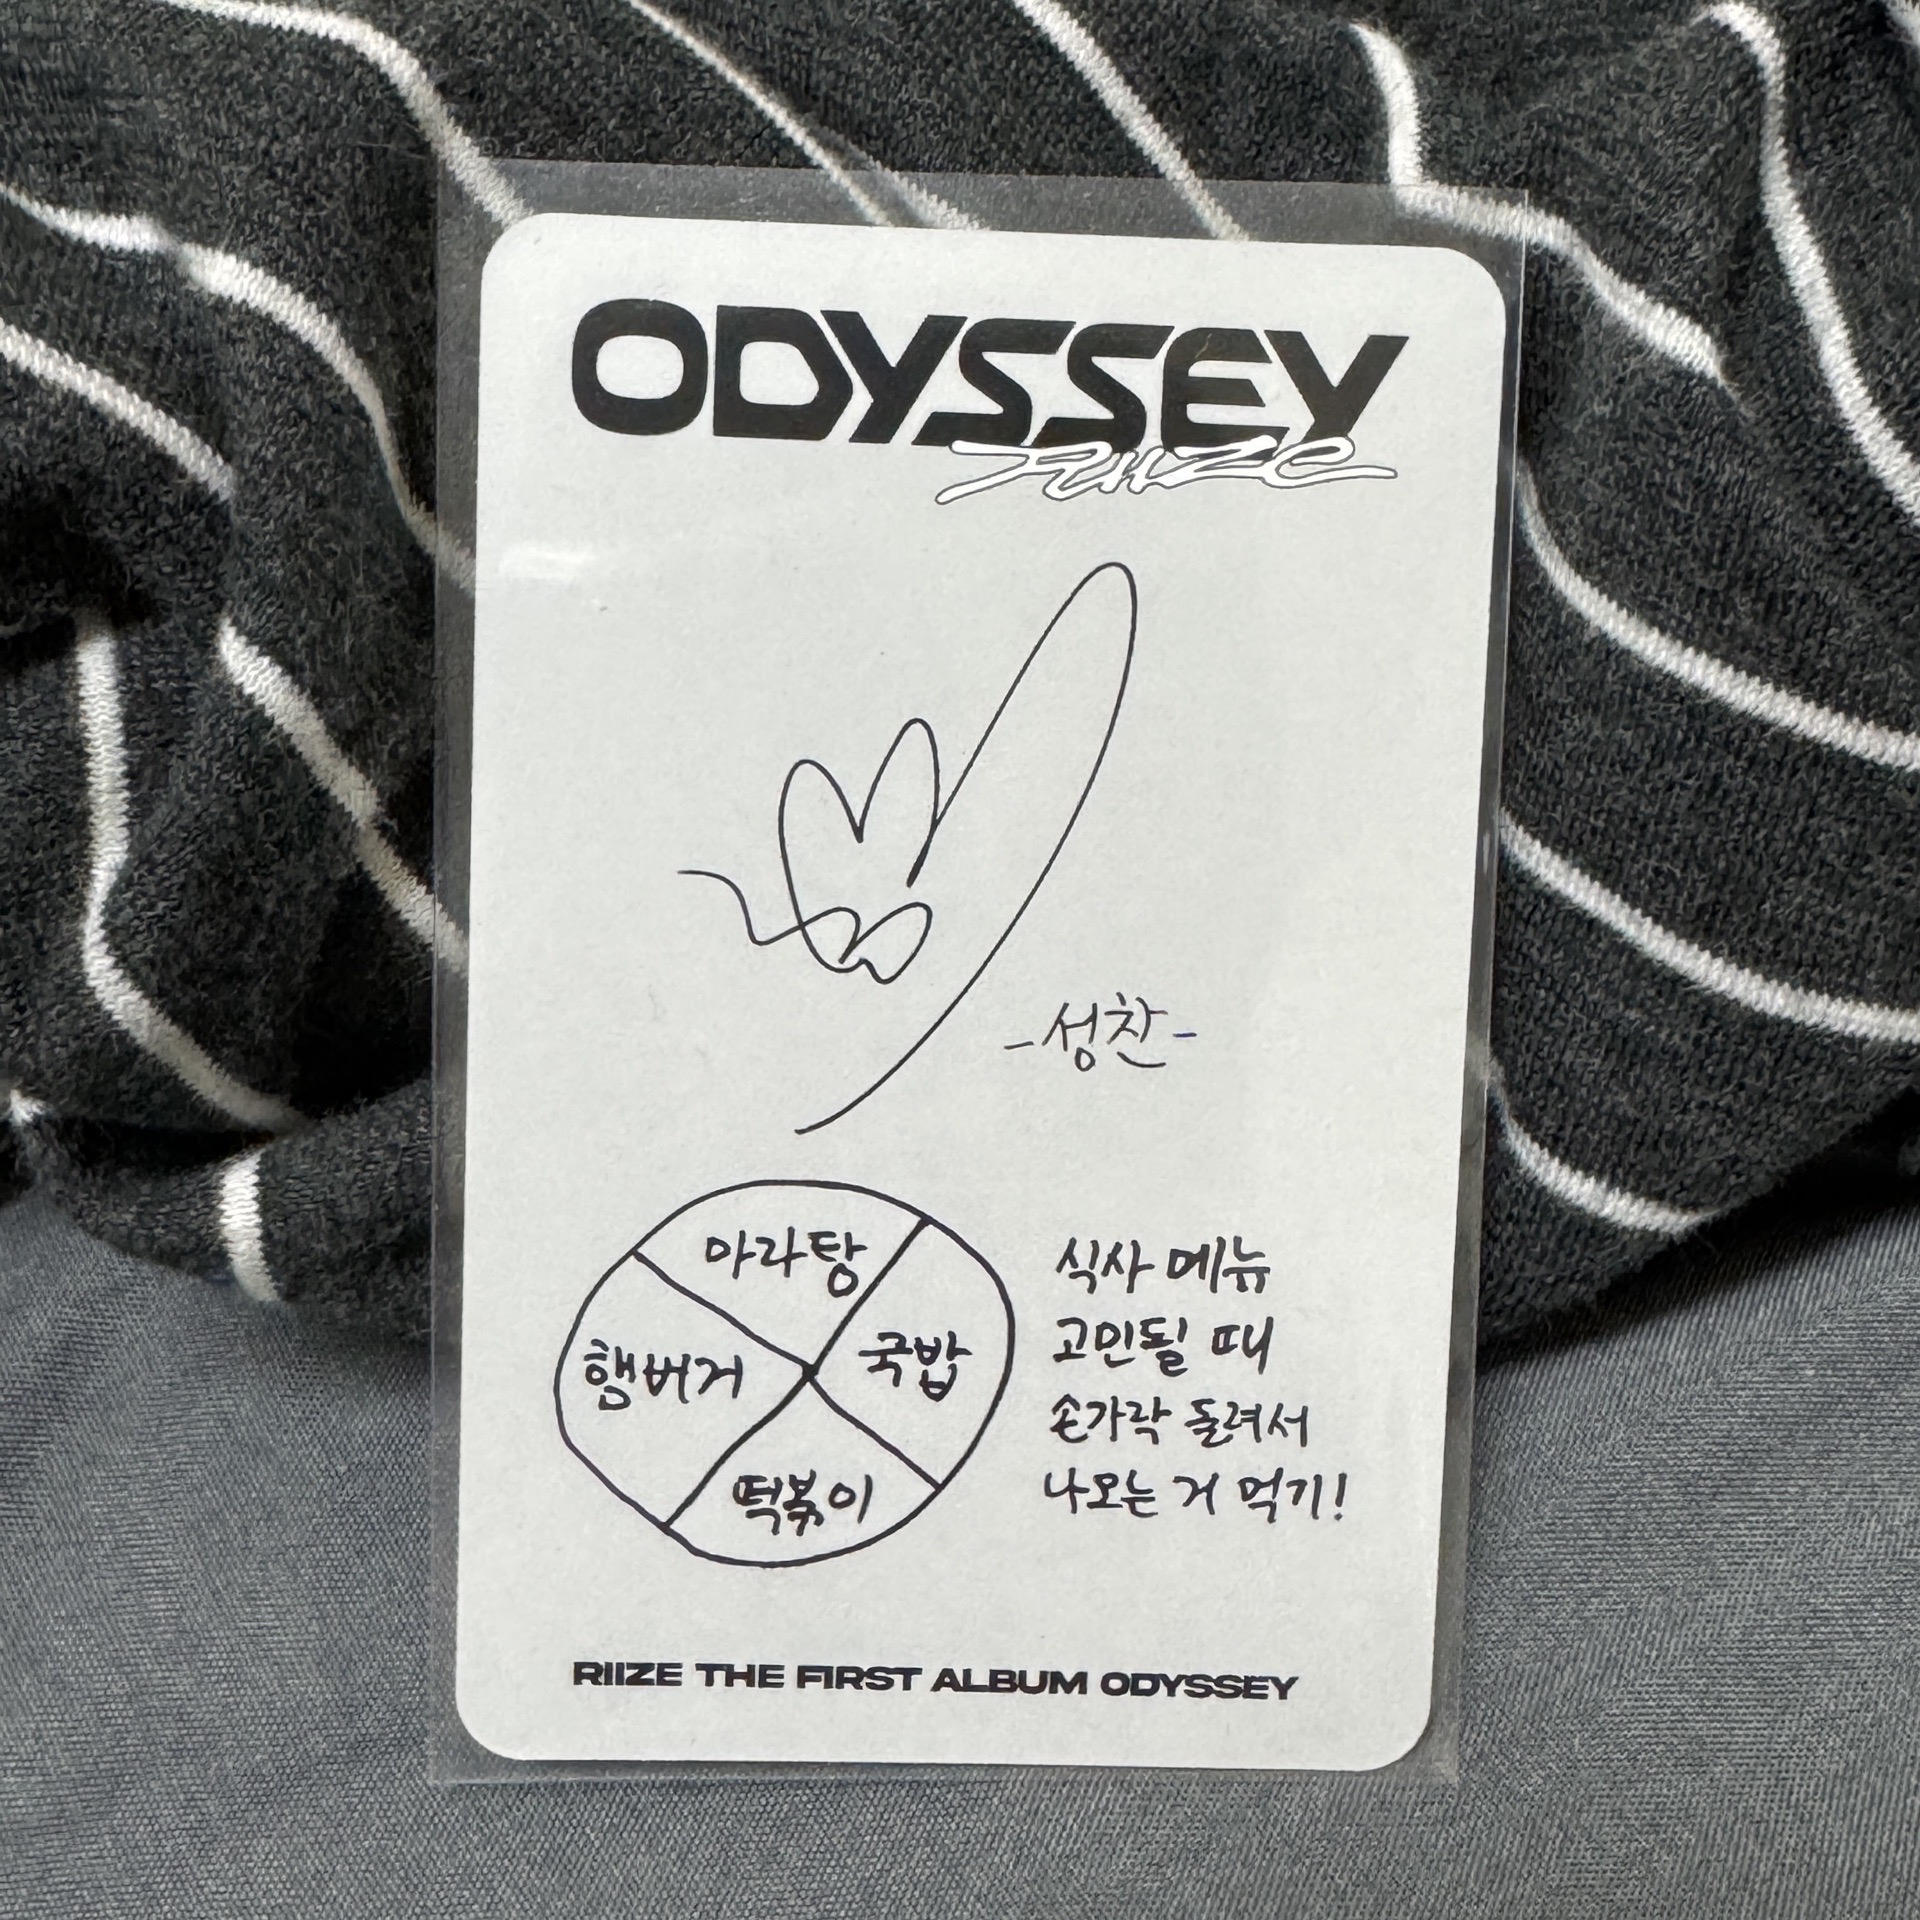 ODYSSEY
RIIZE
-성찬-
마라탕
햄버거
국밥
떡볶이
식사 메뉴
고민될 때
손가락 돌려서
나오는 거 먹기!
RIIZE THE FIRST ALBUM ODYSSEY